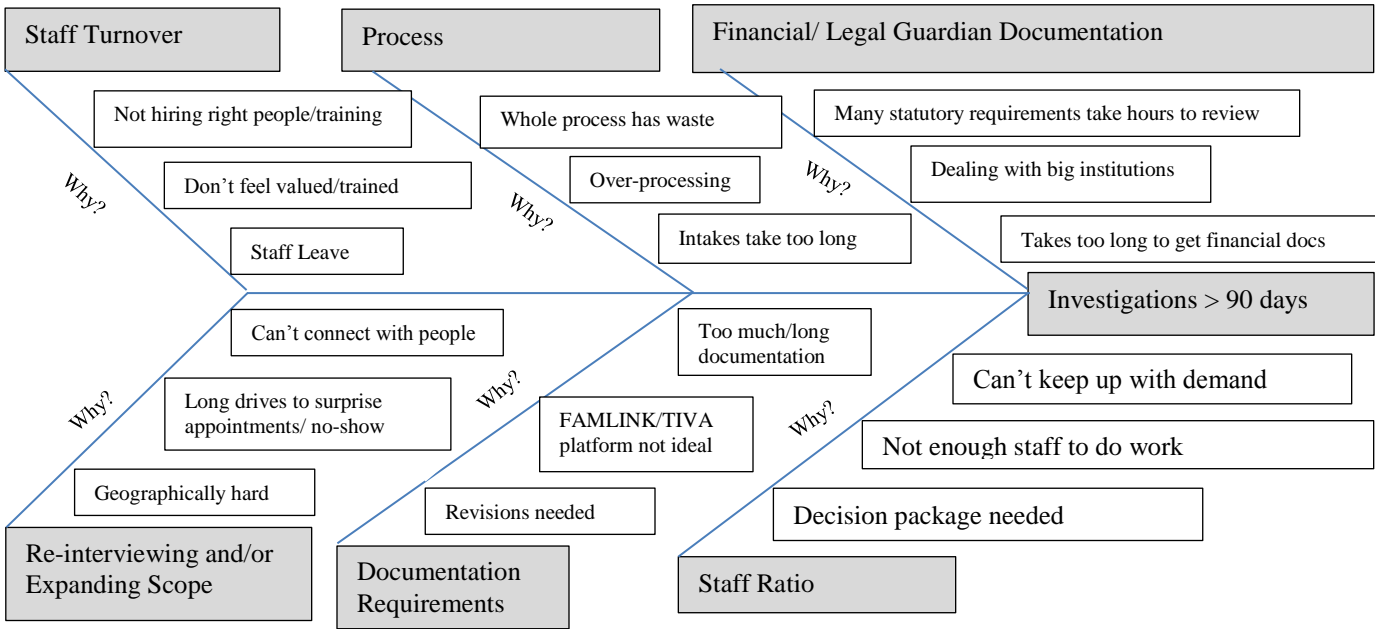 Staff Turnover
Not hiring right people/training
Don't feel valued/trained
Staff Leave
Why?
Process
Whole process has waste
Over-processing
Intakes take too long
Why?
Financial/ Legal Guardian Documentation
Many statutory requirements take hours to review
Dealing with big institutions
Takes too long to get financial docs
Why?
Investigations > 90 days
Can't connect with people
Long drives to surprise
appointments/ no-show
Geographically hard
Why?
Re-interviewing and/or
Expanding Scope
Too much/long
documentation
FAMLINK/TIVA
platform not ideal
Revisions needed
Why?
Documentation
Requirements
Can't keep up with demand
Not enough staff to do work
Decision package needed
Why?
Staff Ratio